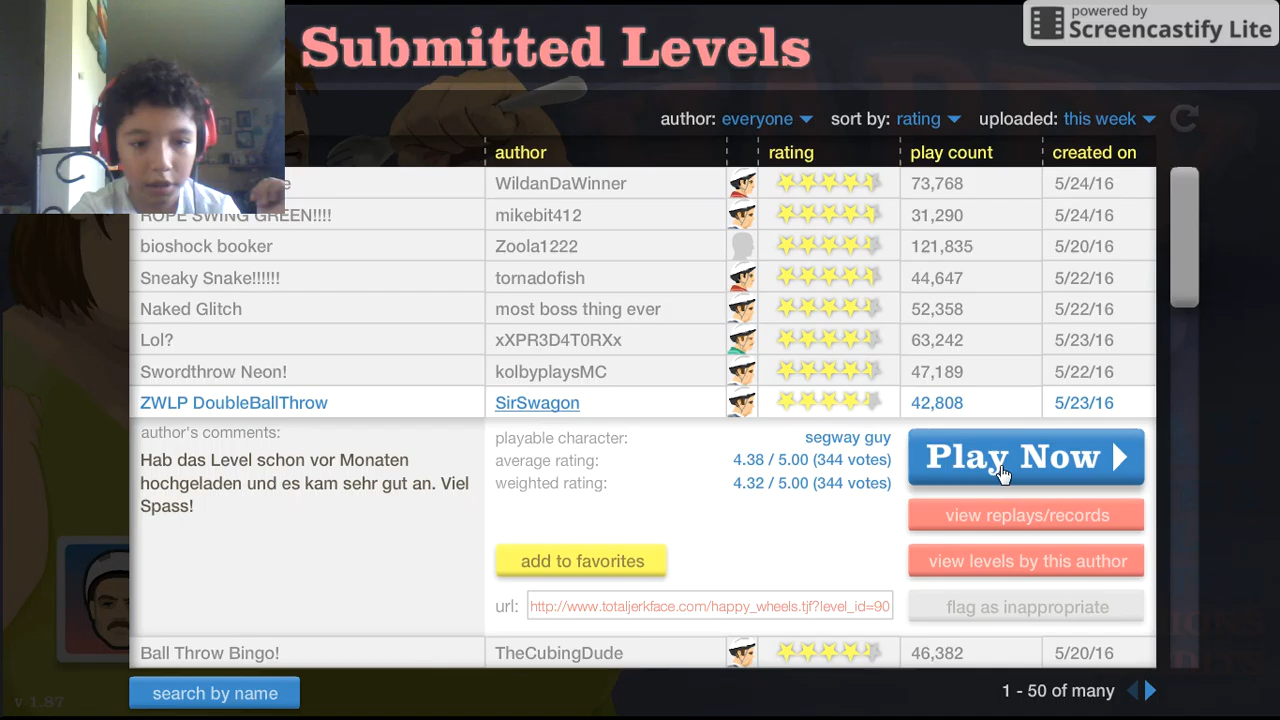 powered by
Screencastify Lite
Submitted Levels
author: everyone sort by: rating uploaded: this week
author rating play count created on
WildanDaWinner 73,768 5/24/16
ROPE SWING GREEN!!!! mikebit412 31,290 5/24/16
bioshock booker Zoola1222 121,835 5/20/16
Sneaky Snake!!!!!! tornadofish 44,647 5/22/16
Naked Glitch most boss thing ever 52,358 5/22/16
Lol? xXPR3D4T0RXx 63,242 5/23/16
Swordthrow Neon! kolbyplaysMC 47,189 5/22/16
ZWLP DoubleBallThrow SirSwagon 42,808 5/23/16
author's comments:
Hab das Level schon vor Monaten
hochgeladen und es kam sehr gut an. Viel
Spass!
playable character: segway guy
average rating: 4.38 / 5.00 (344 votes)
weighted rating: 4.32 / 5.00 (344 votes)
Play Now
view replays/records
add to favorites
view levels by this author
url: http://www.totaljerkface.com/happy_wheels.tjf?level_id=90
flag as inappropriate
Ball Throw Bingo! TheCubingDude 46,382 5/20/16
v 1.87
search by name
1 - 50 of many